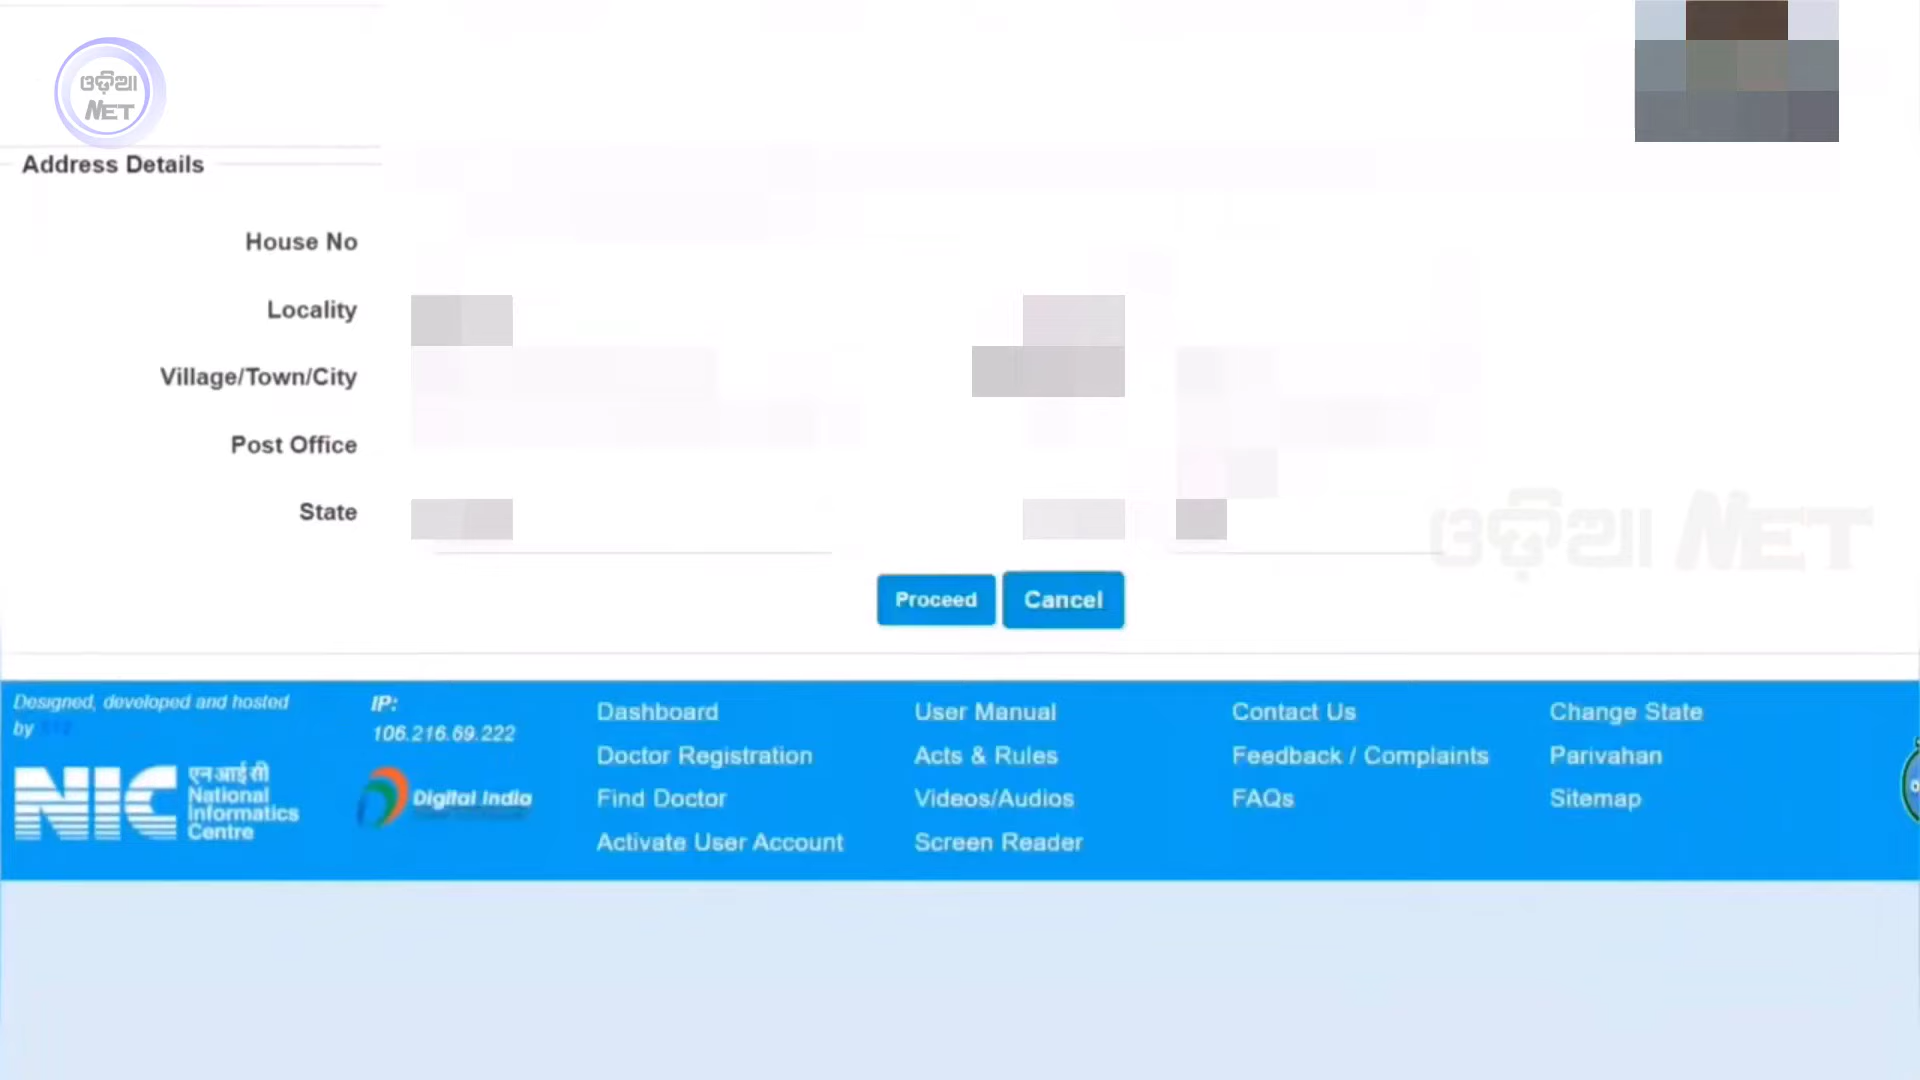 ଓଡ଼ିଆ
NET
Address Details
House No
Locality
Village/Town/City
Post Office
State
ଓଡ଼ିଆ NET
Proceed
Cancel
Designed, developed and hosted
by
IP:
106.216.69.222
NIC
एनआईसी
National
Informatics
Centre
Digital India
Dashboard
Doctor Registration
Find Doctor
Activate User Account
User Manual
Acts & Rules
Videos/Audios
Screen Reader
Contact Us
Feedback / Complaints
FAQs
Change State
Parivahan
Sitemap